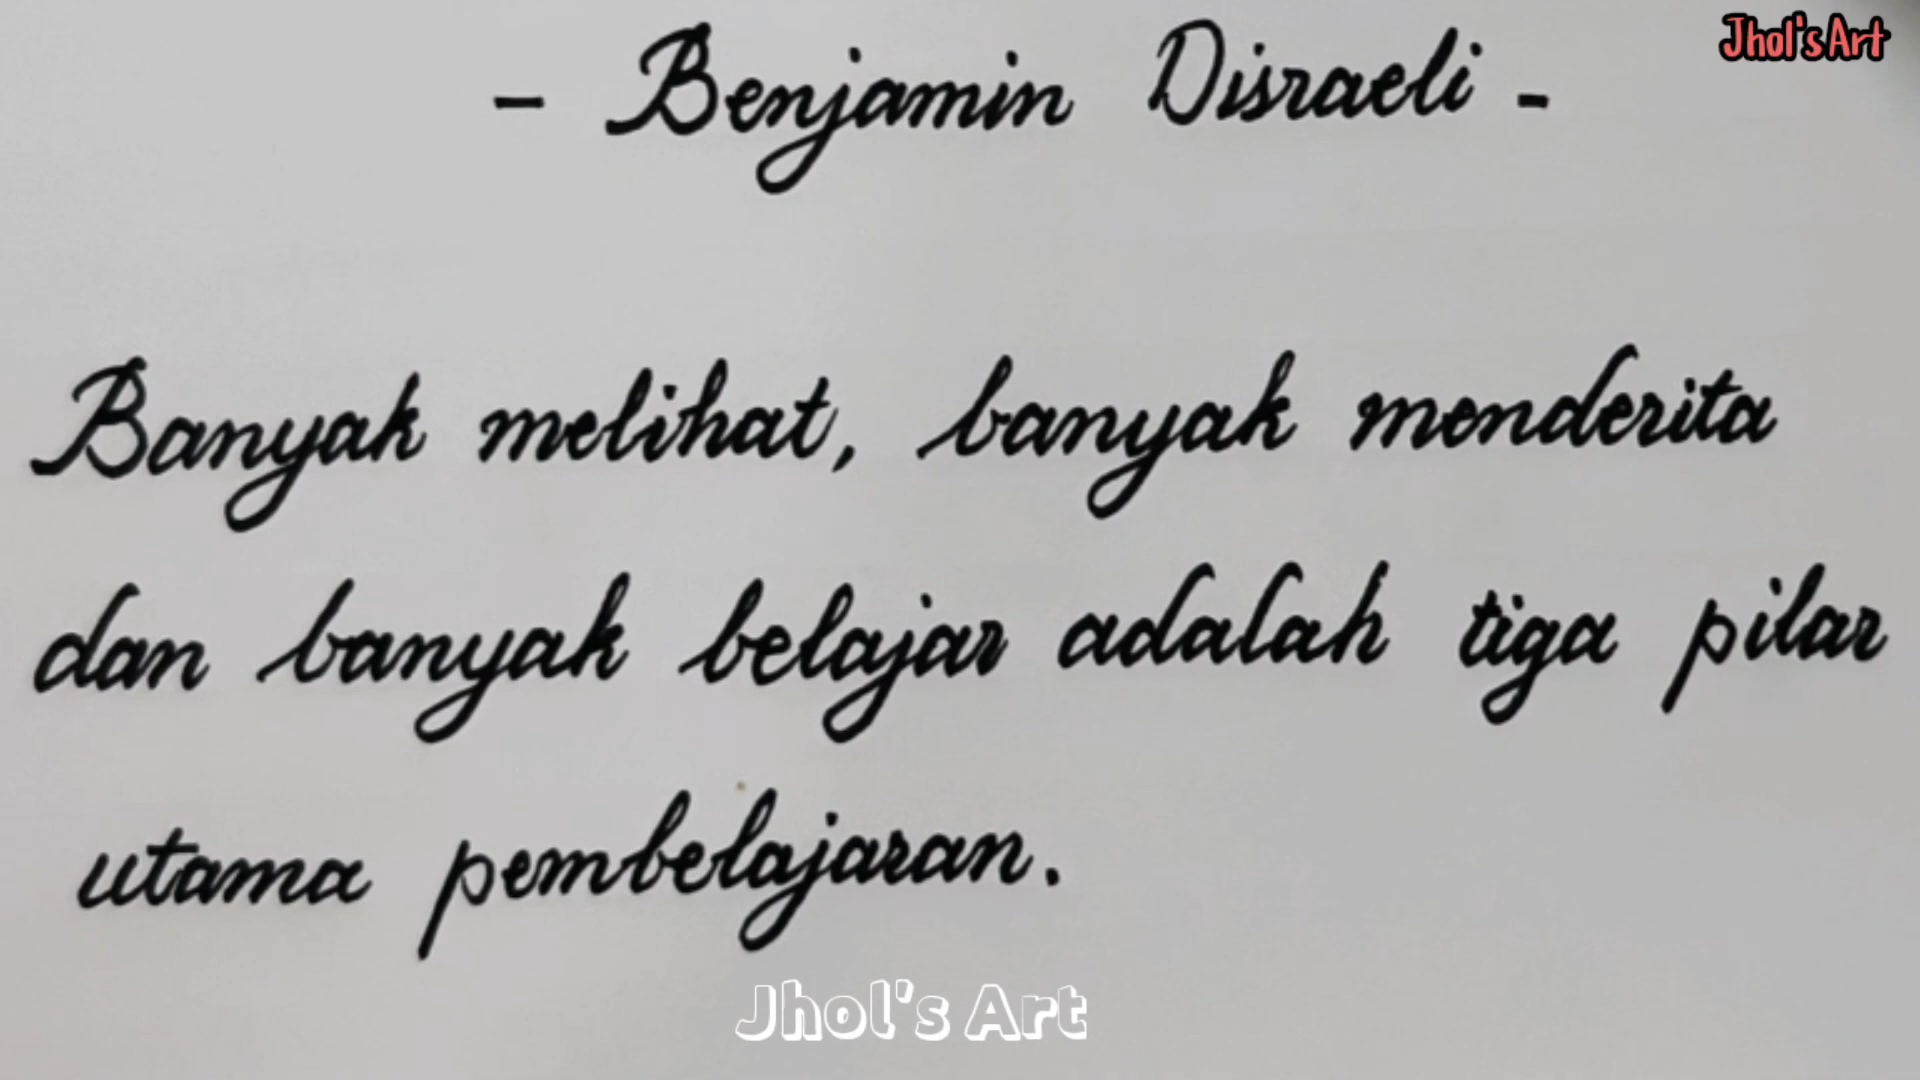 Jhol's Art
- Benjamin Disraeli -
Banyak melihat, banyak menderita
dan banyak belajar adalah tiga pilar
utama pembelajaran.
Jhol's Art